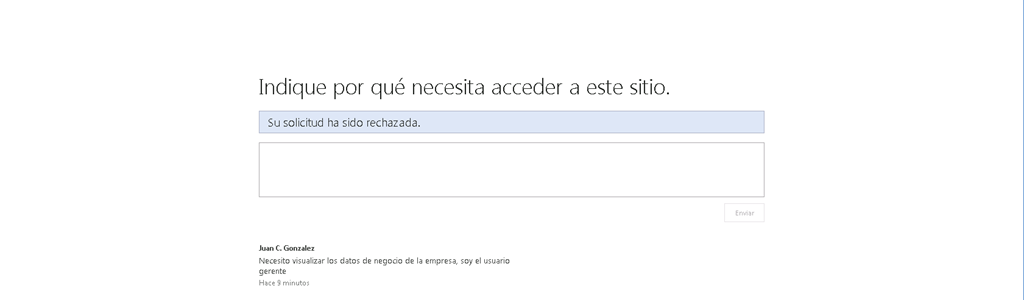 Indique por qué necesita acceder a este sitio.
Su solicitud ha sido rechazada.
Enviar
Juan C. Gonzalez
Necesito visualizar los datos de negocio de la empresa, soy el usuario
gerente
Hace 9 minutos